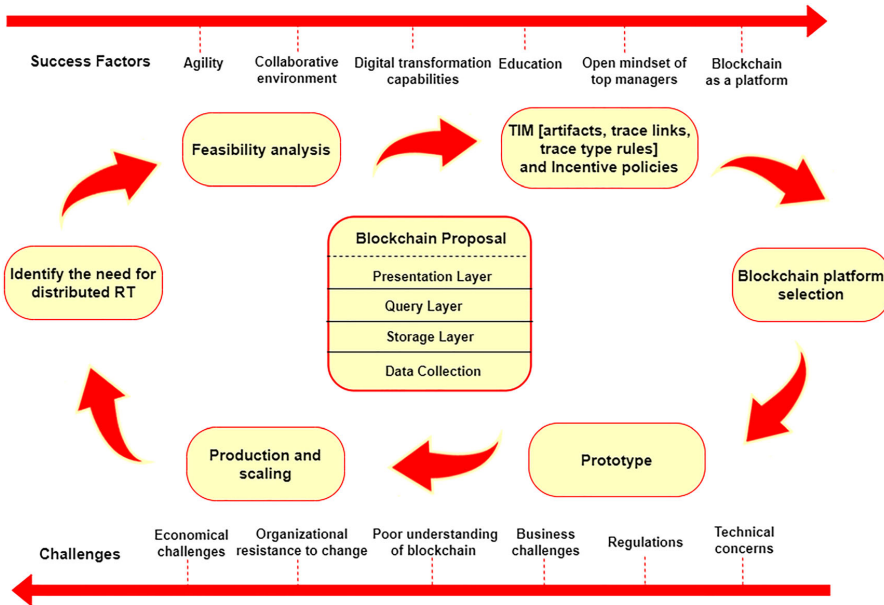 Success Factors
Agility
Collaborative
environment
Digital transformation
capabilities
Education
Open mindset of
top managers
Blockchain
as a platform
Feasibility analysis
TIM [artifacts, trace links,
trace type rules]
and Incentive policies
Identify the need for
distributed RT
Blockchain Proposal
Presentation Layer
Query Layer
Storage Layer
Data Collection
Blockchain platform
selection
Production and
scaling
Prototype
Challenges
Economical
challenges
Organizational
resistance to change
Poor understanding
of blockchain
Business
challenges
Regulations
Technical
concerns